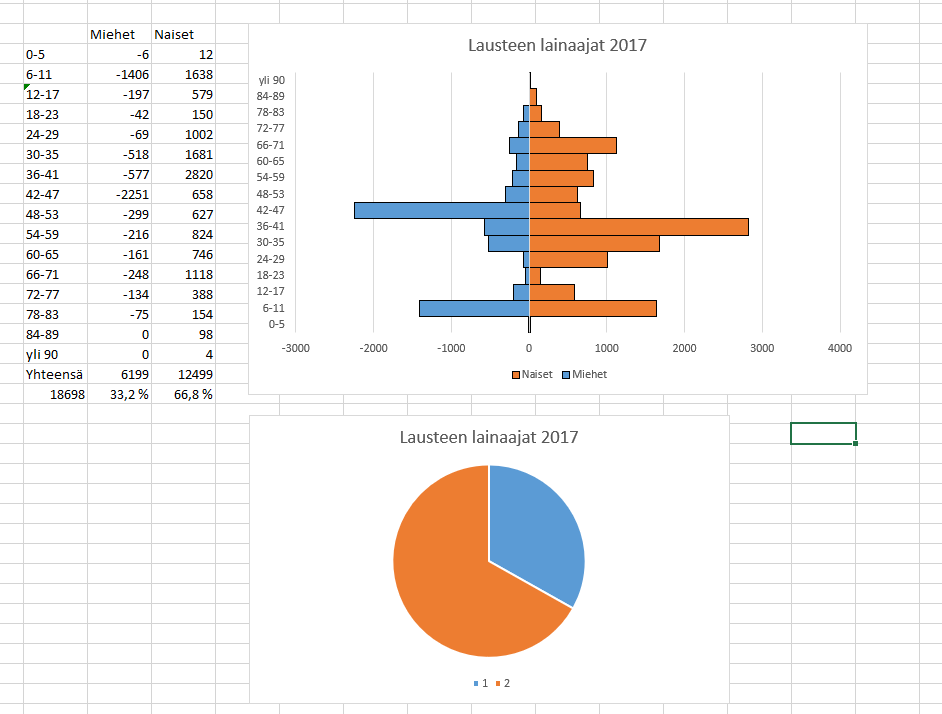 Miehet Naiset
0-5 -6 12
6-11 -1406 1638
12-17 -197 579
18-23 -42 150
24-29 -69 1002
30-35 -518 1681
36-41 -577 2820
42-47 -2251 658
48-53 -299 627
54-59 -216 824
60-65 -161 746
66-71 -248 1118
72-77 -134 388
78-83 -75 154
84-89 0 98
yli 90 0 4
Yhteensä 6199 12499
18698 33,2 % 66,8 %
Lausteen lainaajat 2017
yli 90
84-89
78-83
72-77
66-71
60-65
54-59
48-53
42-47
36-41
30-35
24-29
18-23
12-17
6-11
0-5
-3000 -2000 -1000 0 1000 2000 3000 4000
Naiset Miehet
Lausteen lainaajat 2017
1 2